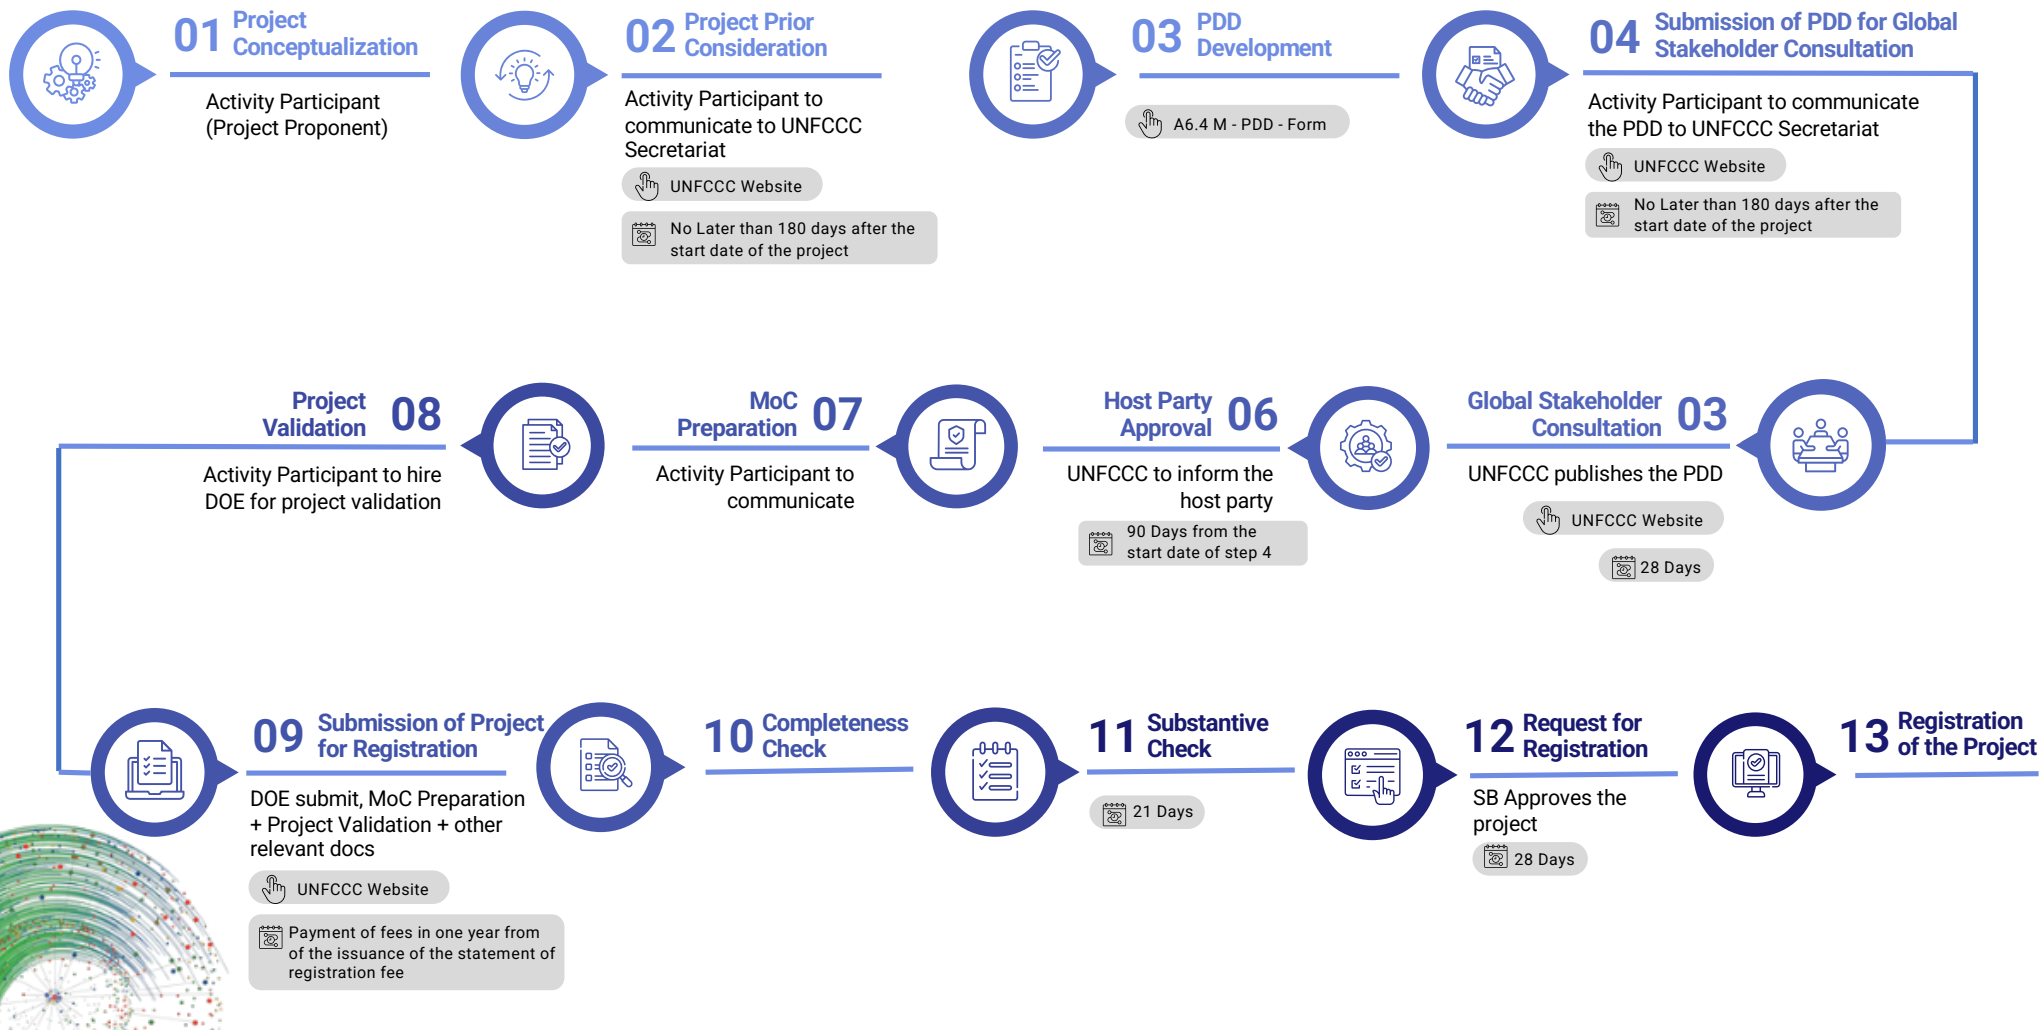 01 Project
Conceptualization
Activity Participant
(Project Proponent)
02 Project Prior
Consideration
Activity Participant to
communicate to UNFCCC
Secretariat
UNFCCC Website
No Later than 180 days after the
start date of the project
03 PDD
Development
A6.4 M - PDD - Form
04 Submission of PDD for Global
Stakeholder Consultation
Activity Participant to communicate
the PDD to UNFCCC Secretariat
UNFCCC Website
No Later than 180 days after the
start date of the project
Global Stakeholder
Consultation 03
UNFCCC publishes the PDD
UNFCCC Website
28 Days
Host Party
Approval 06
UNFCCC to inform the
host party
90 Days from the
start date of step 4
MoC
Preparation 07
Activity Participant to
communicate
Project
Validation 08
Activity Participant to hire
DOE for project validation
09 Submission of Project
for Registration
DOE submit, MoC Preparation
+ Project Validation + other
relevant docs
UNFCCC Website
Payment of fees in one year from
of the issuance of the statement of
registration fee
10 Completeness
Check
11 Substantive
Check
21 Days
12 Request for
Registration
SB Approves the
project
28 Days
13 Registration
of the Project